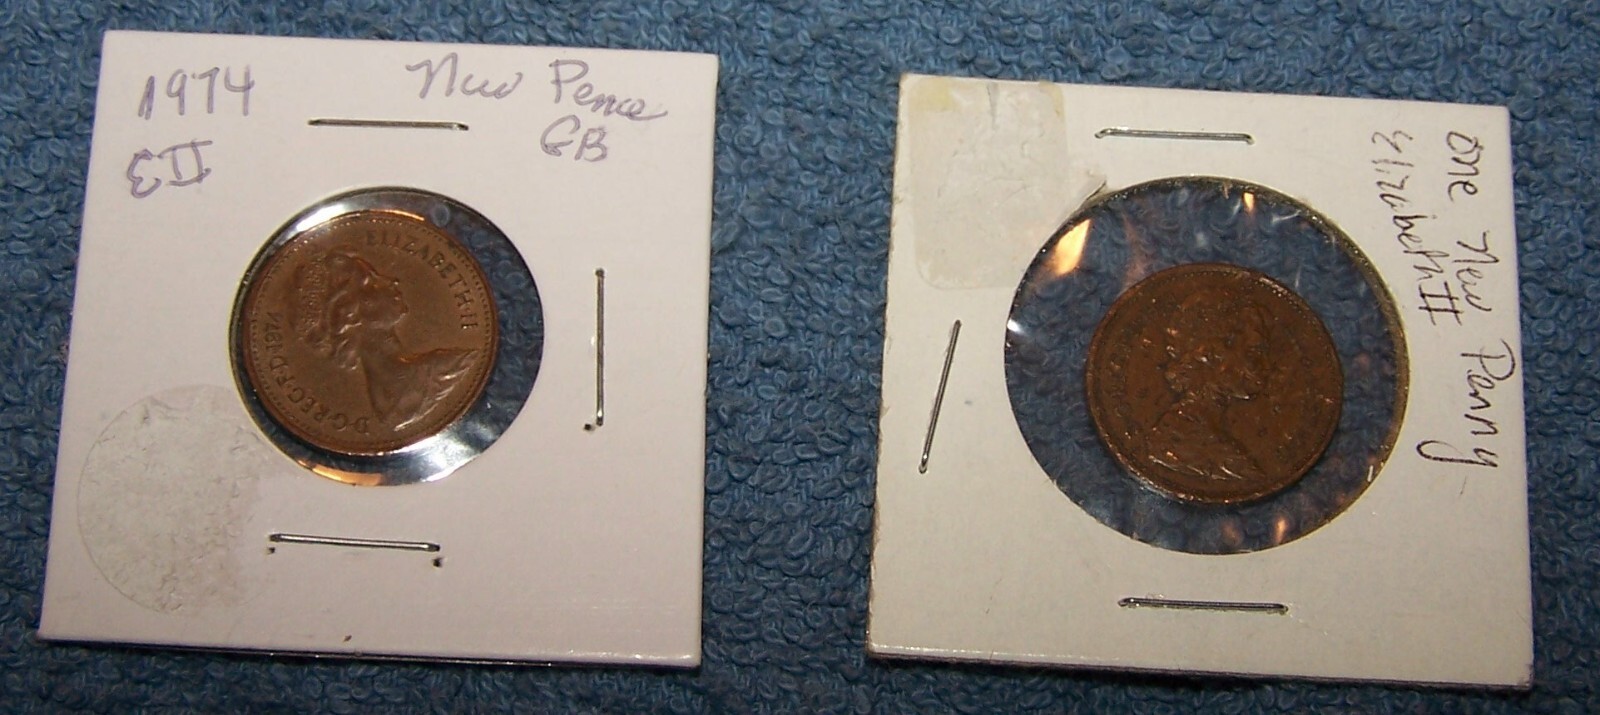 1974
EII
New Pence
GB
ELIZABETH·II
D·G·REG·F·D·1974
One New Penny
Elizabeth II